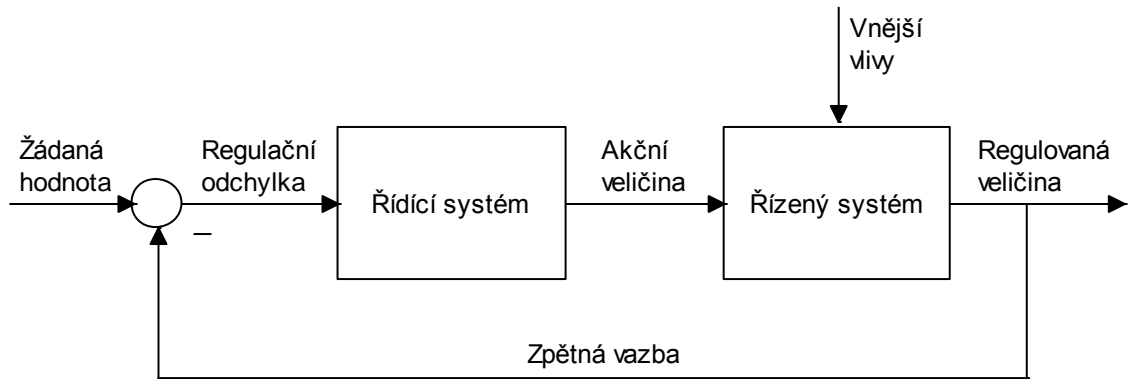 Vnější
vlivy
Žádaná
hodnota
Regulační
odchylka
Řídící systém
Akční
veličina
Řízený systém
Regulovaná
veličina
–
Zpětná vazba